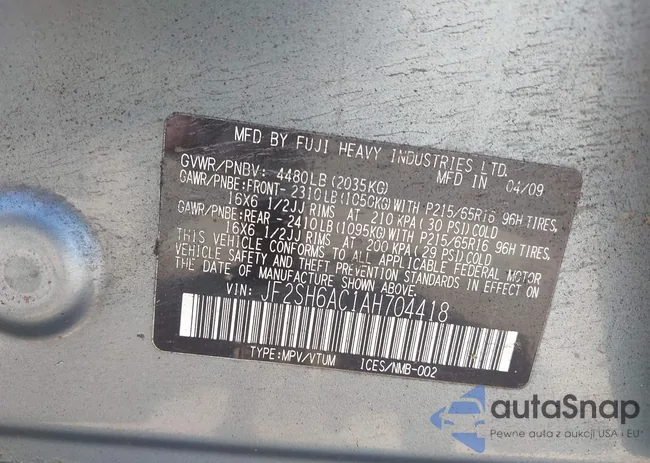 MFD BY FUJI HEAVY INDUSTRIES LTD.
GVWR/PNBV: 4480LB (2035KG) MFD IN 04/09
GAWR/PNBE:FRONT- 2310LB(1050KG)WITH P215/65R16 96H TIRES,
16X6 1/2JJ RIMS AT 210 KPA(30 PSI)COLD
GAWR/PNBE:REAR - 2410LB(1095KG)WITH P215/65R16 96H TIRES,
16X6 1/2JJ RIMS AT 200 KPA(29 PSI)COLD
THIS VEHICLE CONFORMS TO ALL APPLICABLE FEDERAL MOTOR
VEHICLE SAFETY AND THEFT PREVENTION STANDARDS IN EFFECT ON
THE DATE OF MANUFACTURE SHOWN ABOVE.
VIN: JF2SH6AC1AH704418
TYPE:MPV/VTUM ICES/NMB-002
autaSnap
Pewne auta z aukcji USA i EU